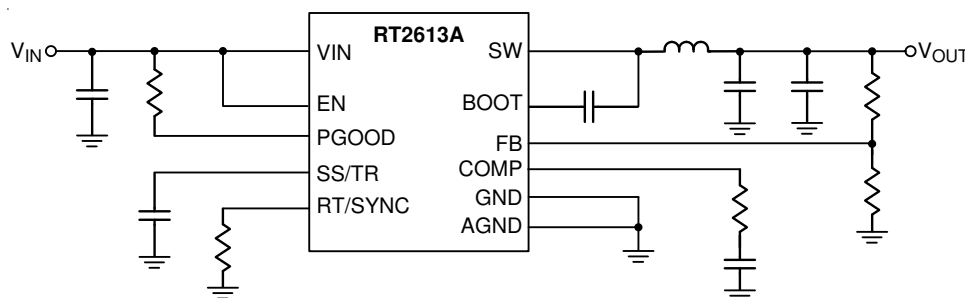 RT2613A
VIN
VIN
EN
PGOOD
SS/TR
RT/SYNC
SW
BOOT
FB
COMP
GND
AGND
VOUT